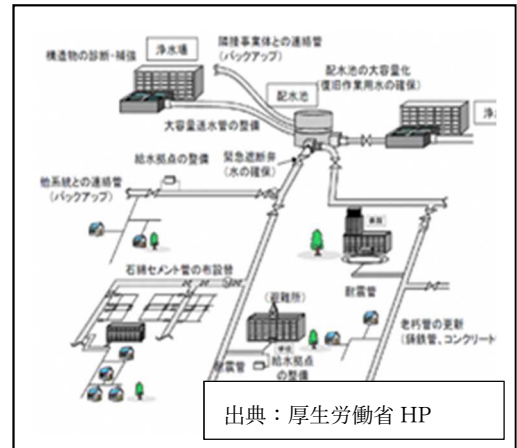 構造物の診断・補強
浄水場
隣接事業体との連絡管
(バックアップ)
配水池
配水池の大容量化
(復旧作業用水の確保)
浄
大容量送水管の整備
給水拠点の整備
緊急遮断弁
(水の確保)
他系統との連絡管
(バックアップ)
病院
石綿セメント管の布設替
耐震管
(避難所)
老朽管の更新
(鋳鉄管、コンクリート
耐震管
給水拠点
の整備
出典：厚生労働省 HP